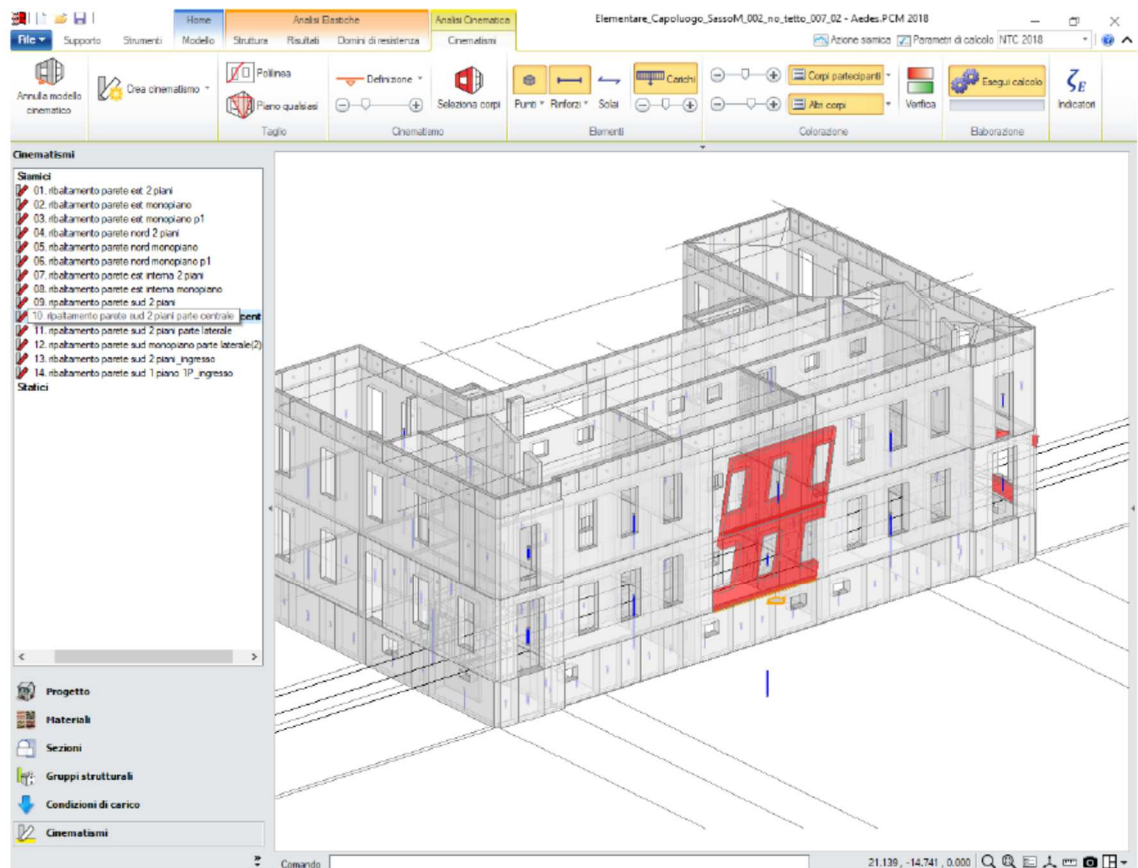 Home
Analisi Elastiche
Analisi Cinematica
Elementare_Capoluogo_SassoM_002_no_tetto_007_02 - Aedes.PCM 2018
File Supporto Strumenti Modello Struttura Risultati Domini di resistenza Cinematismi
Azione sismica Parametri di calcolo NTC 2018
Annulla modello cinematico
Crea cinematismo
Polilinea
Piano qualsiasi
Taglio
Definizione
Seleziona corpi
Cinematismo
Punti Rinforzi Solai
Carichi
Elementi
Corpi partecipanti
Altri corpi
Verifica
Colorazione
Esegui calcolo
Elaborazione
ζE
Indicatori
Cinematismi
Sismici
01. ribaltamento parete est 2 piani
02. ribaltamento parete est monopiano
03. ribaltamento parete est monopiano p1
04. ribaltamento parete nord 2 piani
05. ribaltamento parete nord monopiano
06. ribaltamento parete nord monopiano p1
07. ribaltamento parete est interna 2 piani
08. ribaltamento parete est interna monopiano
09. ripaltamento parete sud 2 piani
10. ripaltamento parete sud 2 piani parte centrale cent
11. ripaltamento parete sud 2 piani parte laterale
12. ripaltamento parete sud monopiano parte laterale(2)
13. ripaltamento parete sud 2 piani_ingresso
14. ribaltamento parete sud 1 piano 1P_ingresso
Statici
Progetto
Materiali
Sezioni
Gruppi strutturali
Condizioni di carico
Cinematismi
Comando
21.139, -14.741, 0.000